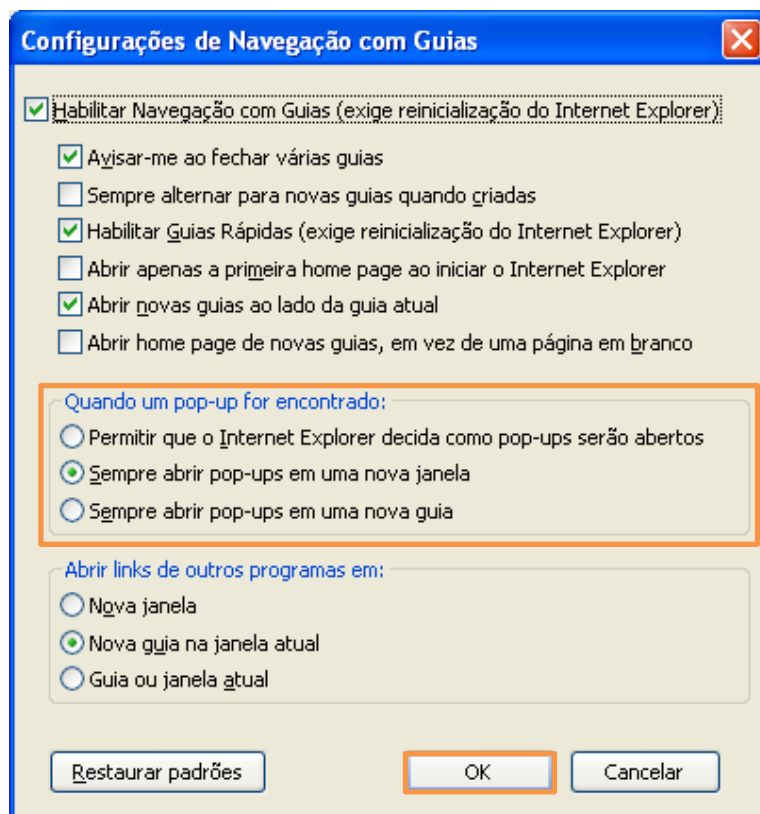 Configurações de Navegação com Guias
Habilitar Navegação com Guias (exige reinicialização do Internet Explorer)
Avisar-me ao fechar várias guias
Sempre alternar para novas guias quando criadas
Habilitar Guias Rápidas (exige reinicialização do Internet Explorer)
Abrir apenas a primeira home page ao iniciar o Internet Explorer
Abrir novas guias ao lado da guia atual
Abrir home page de novas guias, em vez de uma página em branco
Quando um pop-up for encontrado:
Permitir que o Internet Explorer decida como pop-ups serão abertos
Sempre abrir pop-ups em uma nova janela
Sempre abrir pop-ups em uma nova guia
Abrir links de outros programas em:
Nova janela
Nova guia na janela atual
Guia ou janela atual
Restaurar padrões
OK
Cancelar